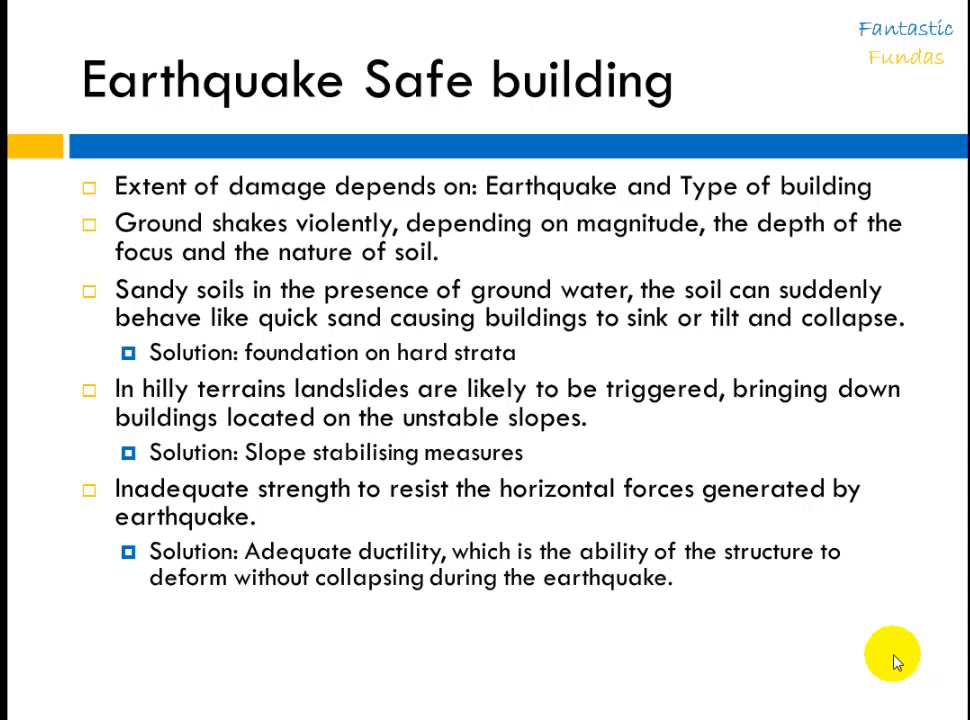 Fantastic
Fundas
Earthquake Safe building
Extent of damage depends on: Earthquake and Type of building
Ground shakes violently, depending on magnitude, the depth of the
focus and the nature of soil.
Sandy soils in the presence of ground water, the soil can suddenly
behave like quick sand causing buildings to sink or tilt and collapse.
Solution: foundation on hard strata
In hilly terrains landslides are likely to be triggered, bringing down
buildings located on the unstable slopes.
Solution: Slope stabilising measures
Inadequate strength to resist the horizontal forces generated by
earthquake.
Solution: Adequate ductility, which is the ability of the structure to
deform without collapsing during the earthquake.